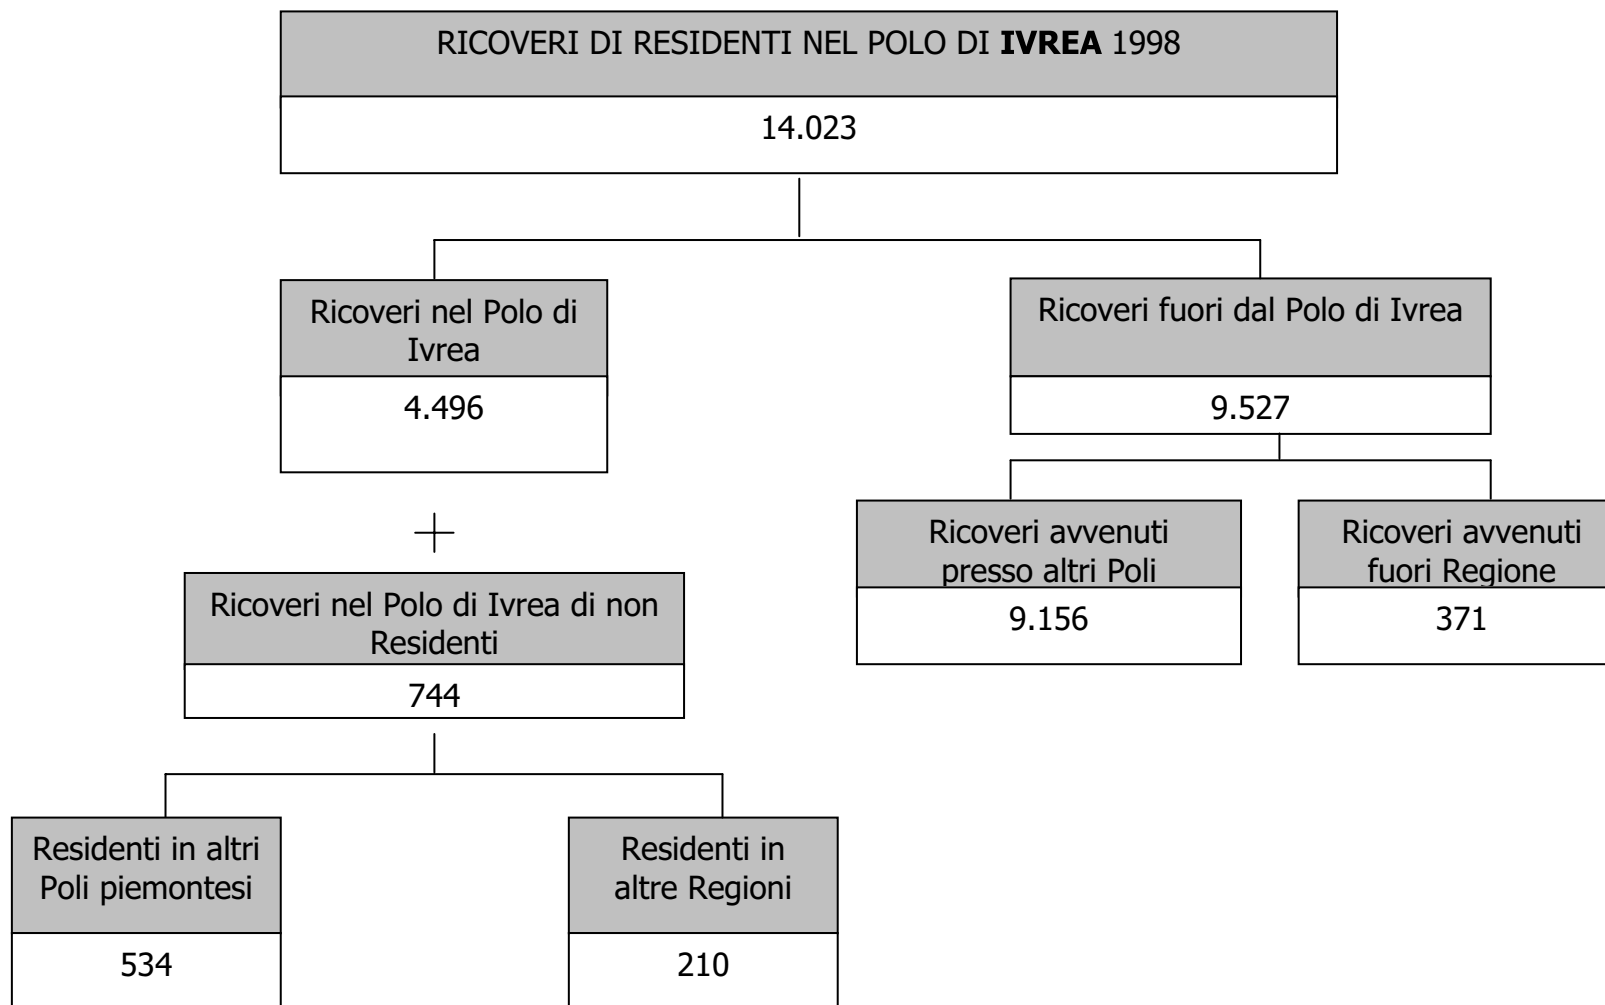 RICOVERI DI RESIDENTI NEL POLO DI IVREA 1998
14.023
Ricoveri nel Polo di
Ivrea
4.496
Ricoveri fuori dal Polo di Ivrea
9.527
Ricoveri avvenuti
presso altri Poli
9.156
Ricoveri avvenuti
fuori Regione
371
+
Ricoveri nel Polo di Ivrea di non
Residenti
744
Residenti in altri
Poli piemontesi
534
Residenti in
altre Regioni
210